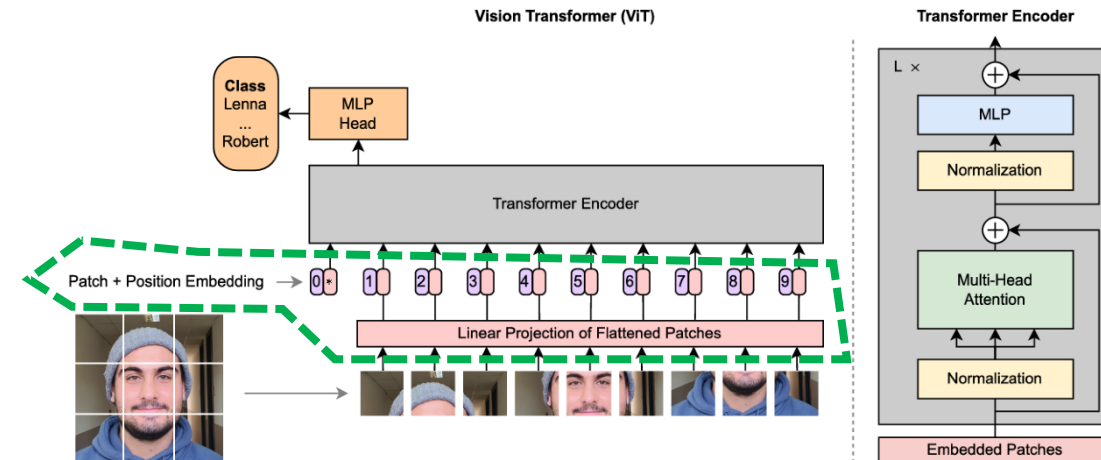 Vision Transformer (ViT)
Class
Lenna
...
Robert
MLP
Head
Transformer Encoder
Patch + Position Embedding
0 * 1 2 3 4 5 6 7 8 9
Linear Projection of Flattened Patches
Transformer Encoder
L ×
+
MLP
Normalization
+
Multi-Head
Attention
Normalization
Embedded Patches